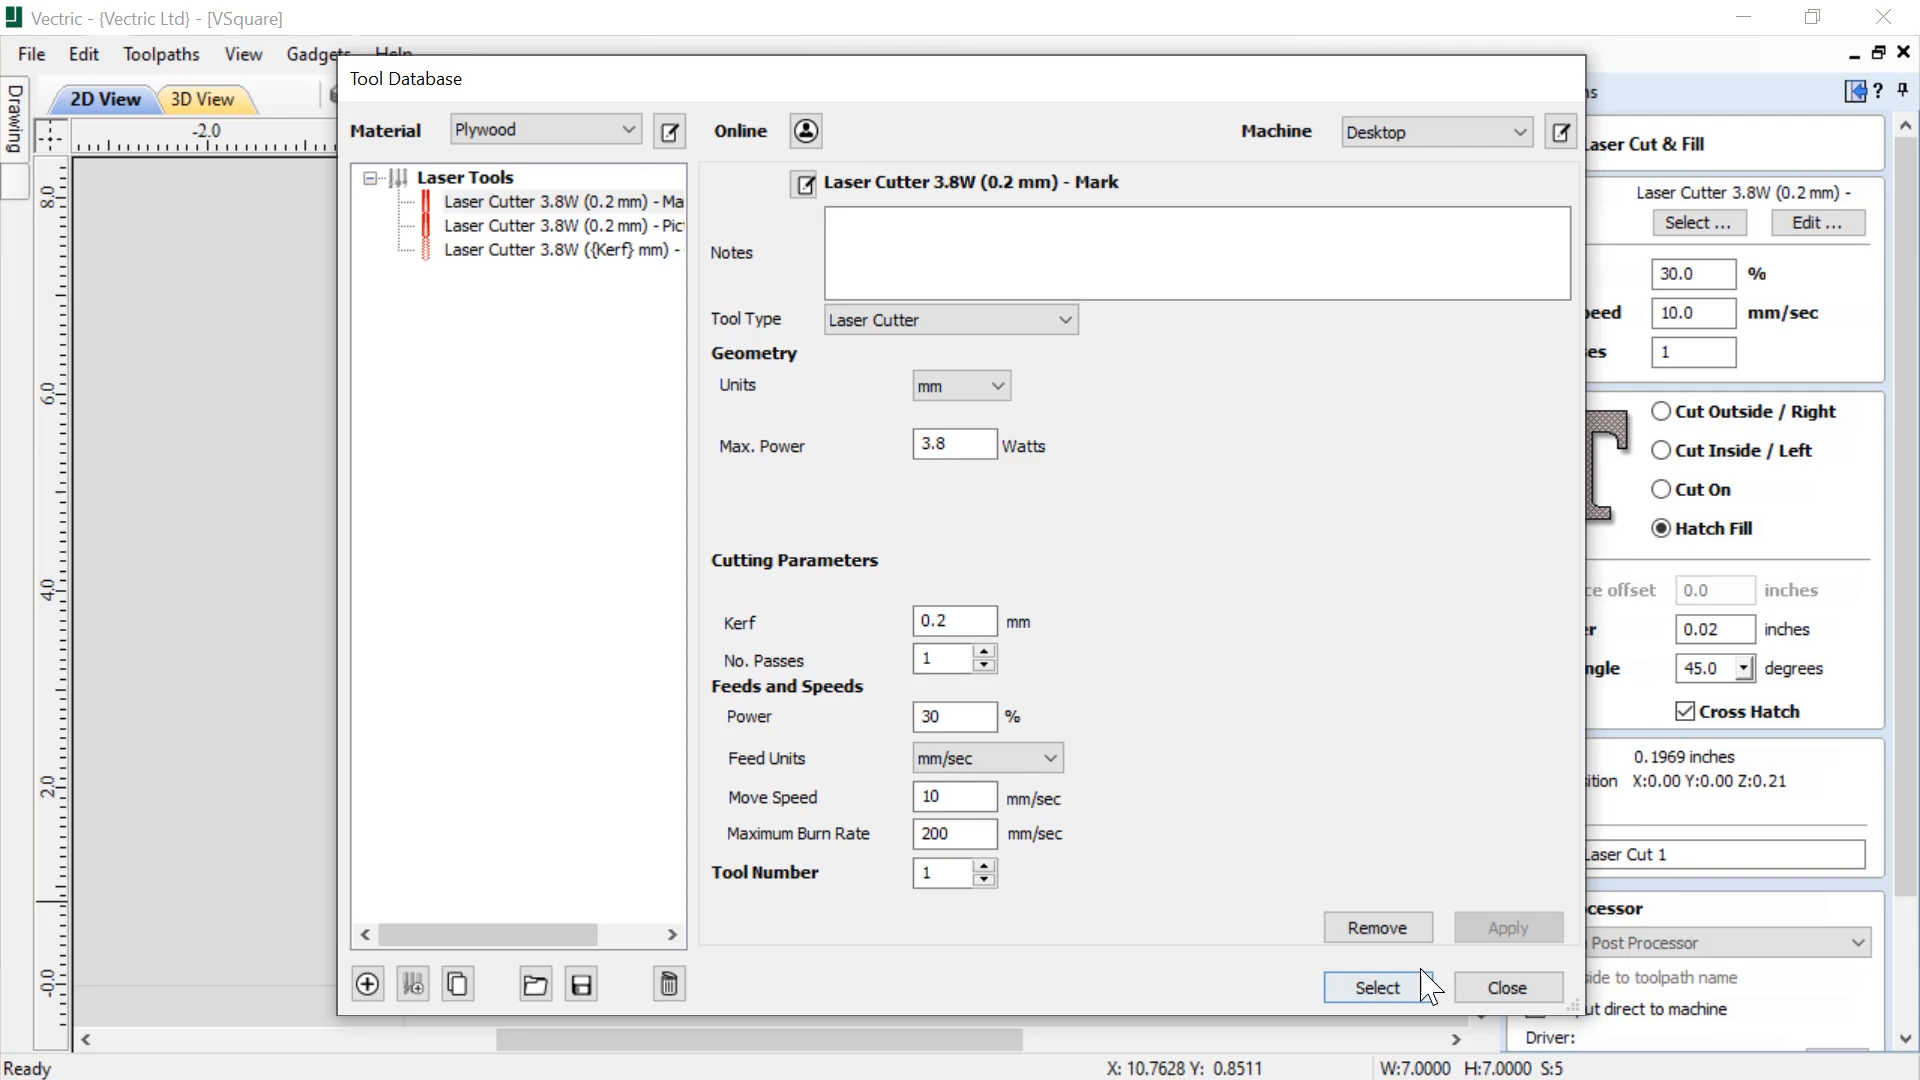 Vectric - {Vectric Ltd} - [VSquare]
File Edit Toolpaths View Gadgets Help
Drawing
2D View 3D View
-2.0
8.0
6.0
4.0
2.0
-0.0
Tool Database
Material Plywood Online Machine Desktop
Laser Tools
Laser Cutter 3.8W (0.2 mm) - Ma
Laser Cutter 3.8W (0.2 mm) - Pic
Laser Cutter 3.8W ({Kerf} mm) -
Laser Cutter 3.8W (0.2 mm) - Mark
Notes
Tool Type Laser Cutter
Geometry
Units mm
Max. Power 3.8 Watts
Cutting Parameters
Kerf 0.2 mm
No. Passes 1
Feeds and Speeds
Power 30 %
Feed Units mm/sec
Move Speed 10 mm/sec
Maximum Burn Rate 200 mm/sec
Tool Number 1
Remove Apply
Select Close
ns
Laser Cut & Fill
Laser Cutter 3.8W (0.2 mm) -
Select ... Edit ...
30.0 %
peed 10.0 mm/sec
es 1
Cut Outside / Right
Cut Inside / Left
Cut On
Hatch Fill
ce offset 0.0 inches
er 0.02 inches
ngle 45.0 degrees
Cross Hatch
0.1969 inches
ition X:0.00 Y:0.00 Z:0.21
Laser Cut 1
cessor
Post Processor
side to toolpath name
ut direct to machine
Driver:
Ready X: 10.7628 Y: 0.8511 W:7.0000 H:7.0000 S:5